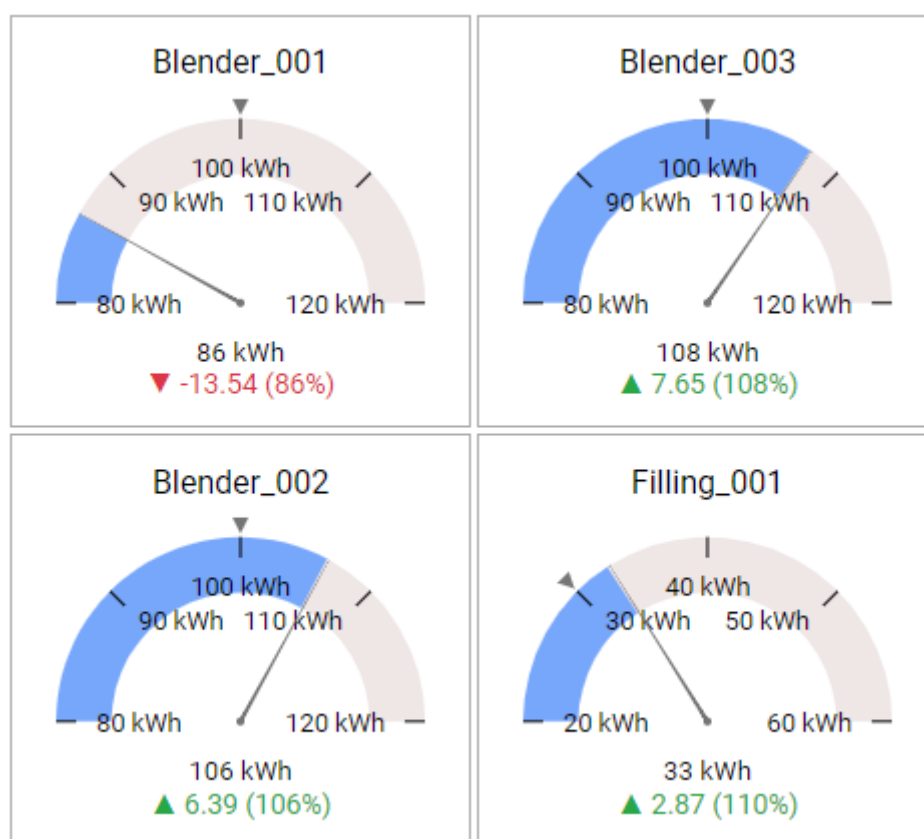 Blender_001
100 kWh
90 kWh 110 kWh
80 kWh 120 kWh
86 kWh
▼ -13.54 (86%)
Blender_003
100 kWh
90 kWh 110 kWh
80 kWh 120 kWh
108 kWh
▲ 7.65 (108%)
Blender_002
100 kWh
90 kWh 110 kWh
80 kWh 120 kWh
106 kWh
▲ 6.39 (106%)
Filling_001
40 kWh
30 kWh 50 kWh
20 kWh 60 kWh
33 kWh
▲ 2.87 (110%)